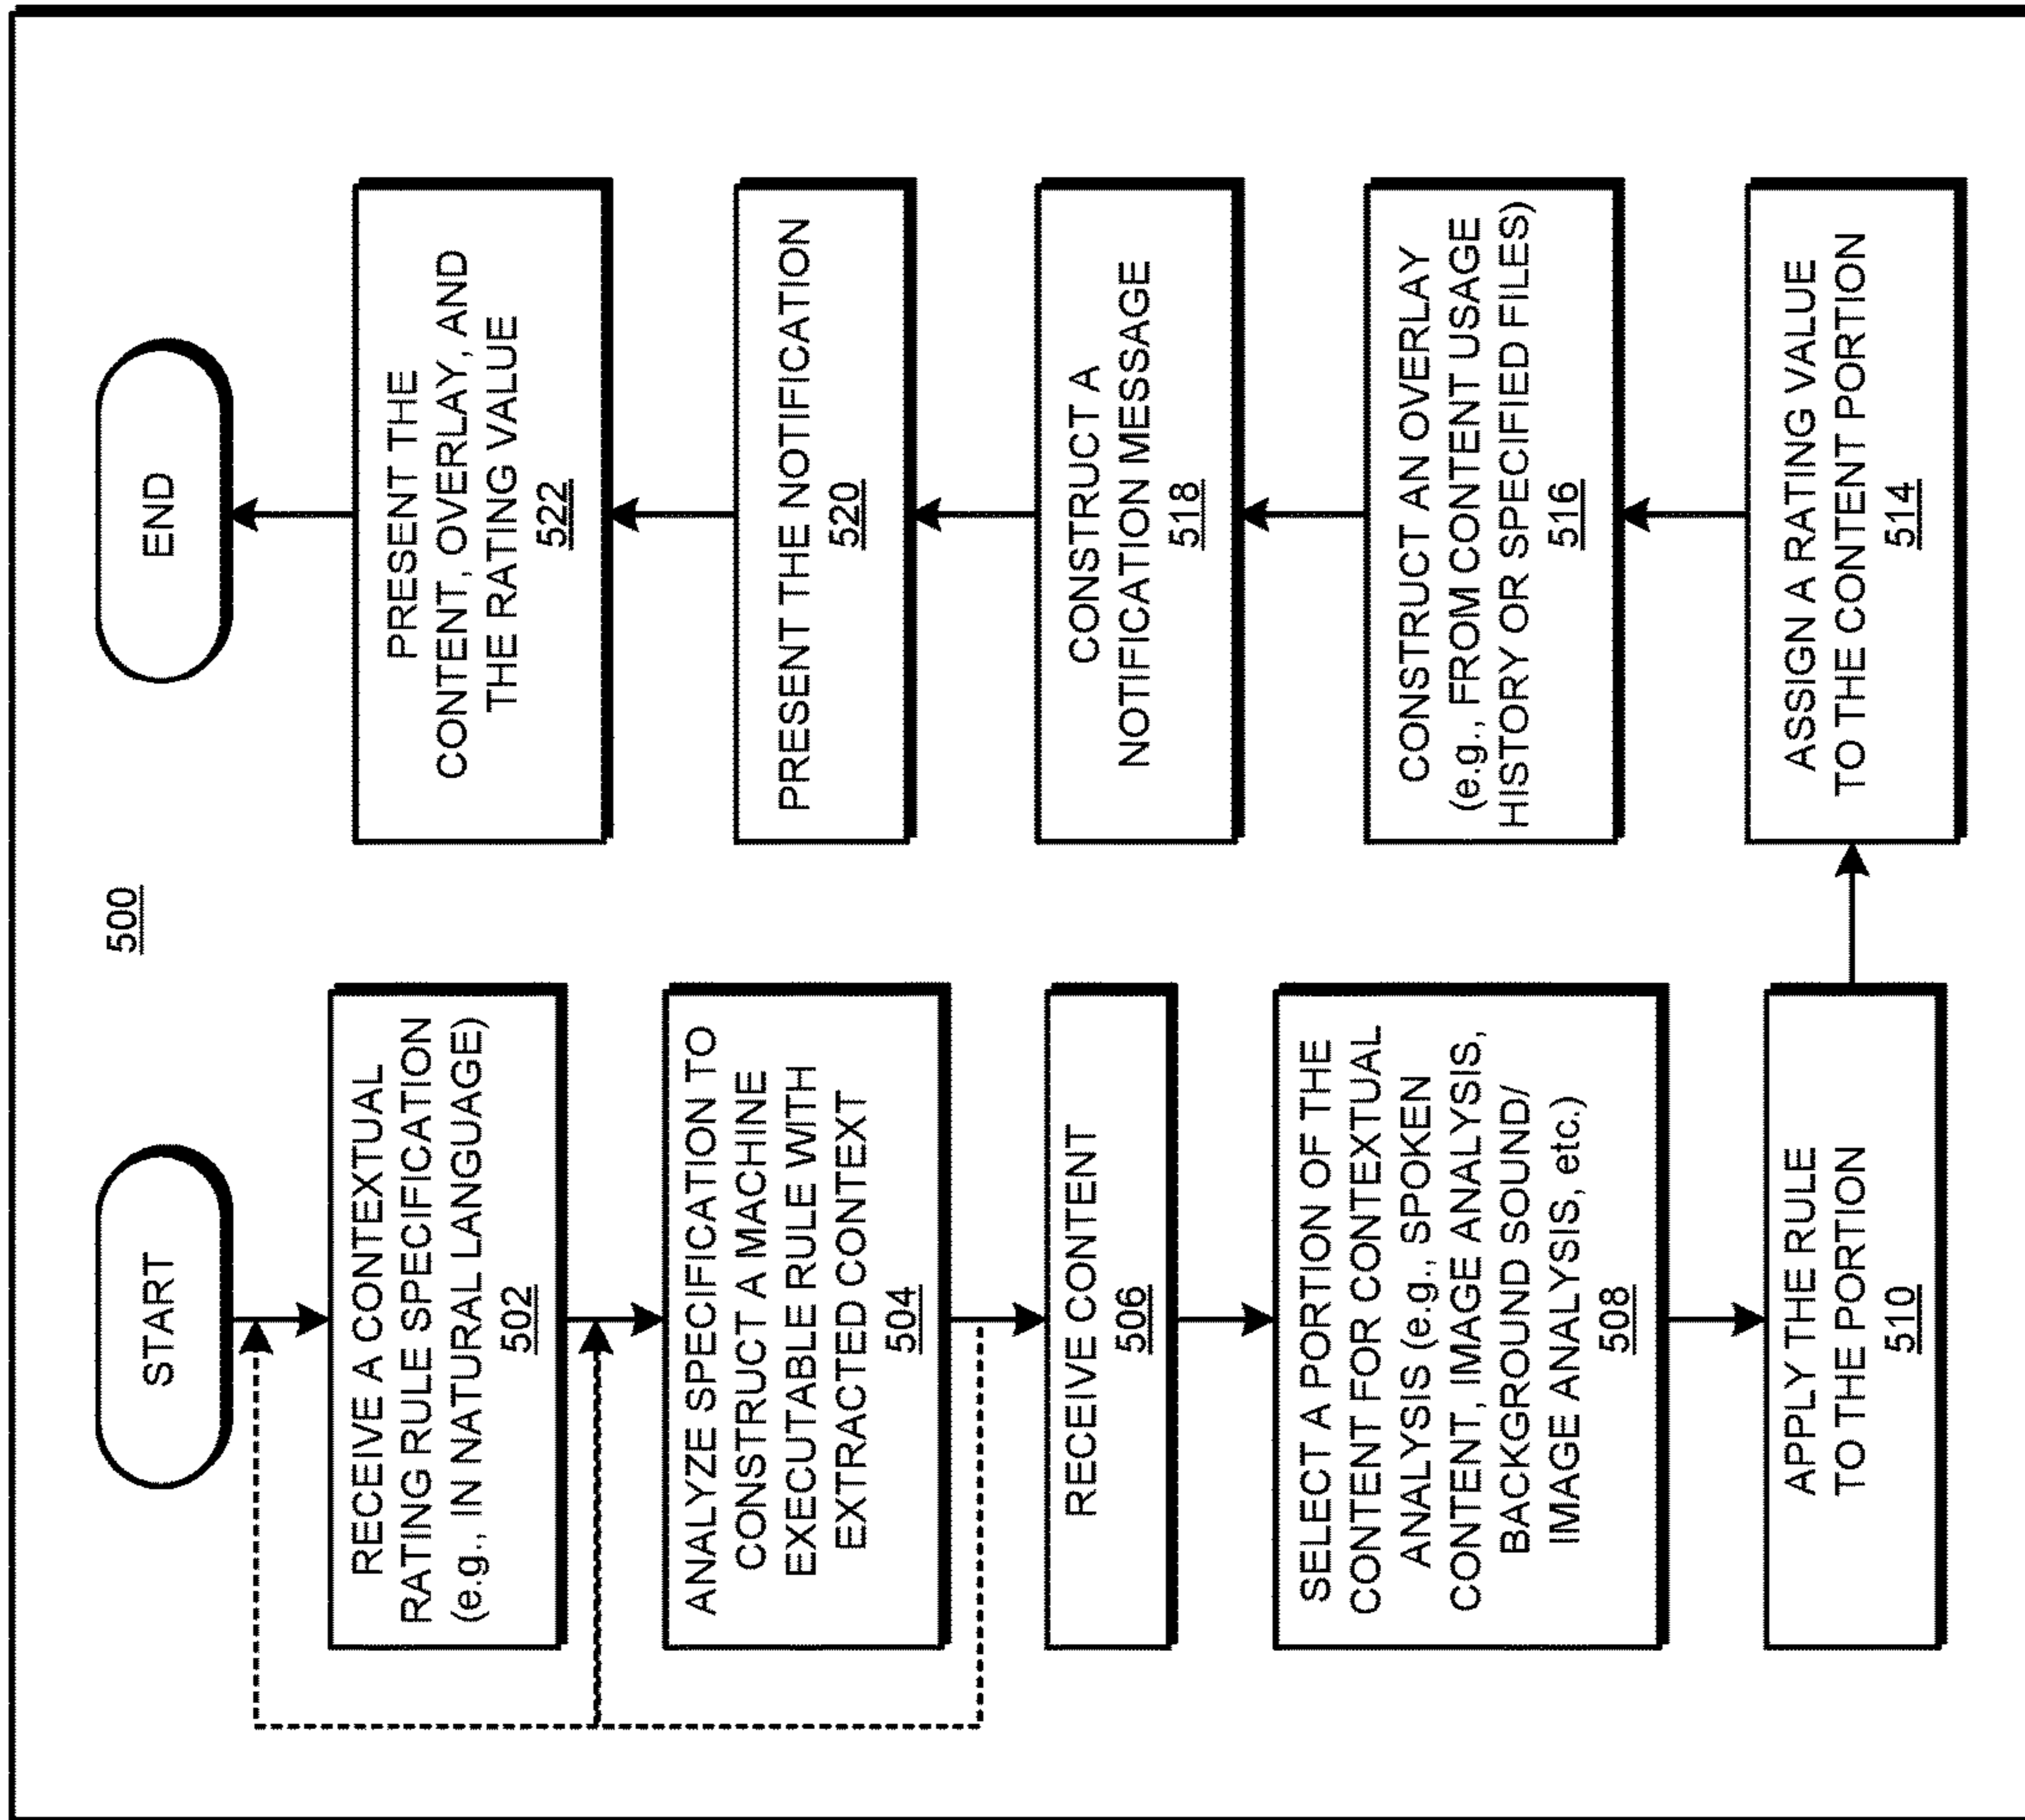 500
START
RECEIVE A CONTEXTUAL
RATING RULE SPECIFICATION
(e.g., IN NATURAL LANGUAGE)
502
ANALYZE SPECIFICATION TO
CONSTRUCT A MACHINE
EXECUTABLE RULE WITH
EXTRACTED CONTEXT
504
RECEIVE CONTENT
506
SELECT A PORTION OF THE
CONTENT FOR CONTEXTUAL
ANALYSIS (e.g., SPOKEN
CONTENT, IMAGE ANALYSIS,
BACKGROUND SOUND/
IMAGE ANALYSIS, etc.)
508
APPLY THE RULE
TO THE PORTION
510
ASSIGN A RATING VALUE
TO THE CONTENT PORTION
514
CONSTRUCT AN OVERLAY
(e.g., FROM CONTENT USAGE
HISTORY OR SPECIFIED FILES)
516
CONSTRUCT A
NOTIFICATION MESSAGE
518
PRESENT THE NOTIFICATION
520
PRESENT THE
CONTENT, OVERLAY, AND
THE RATING VALUE
522
END